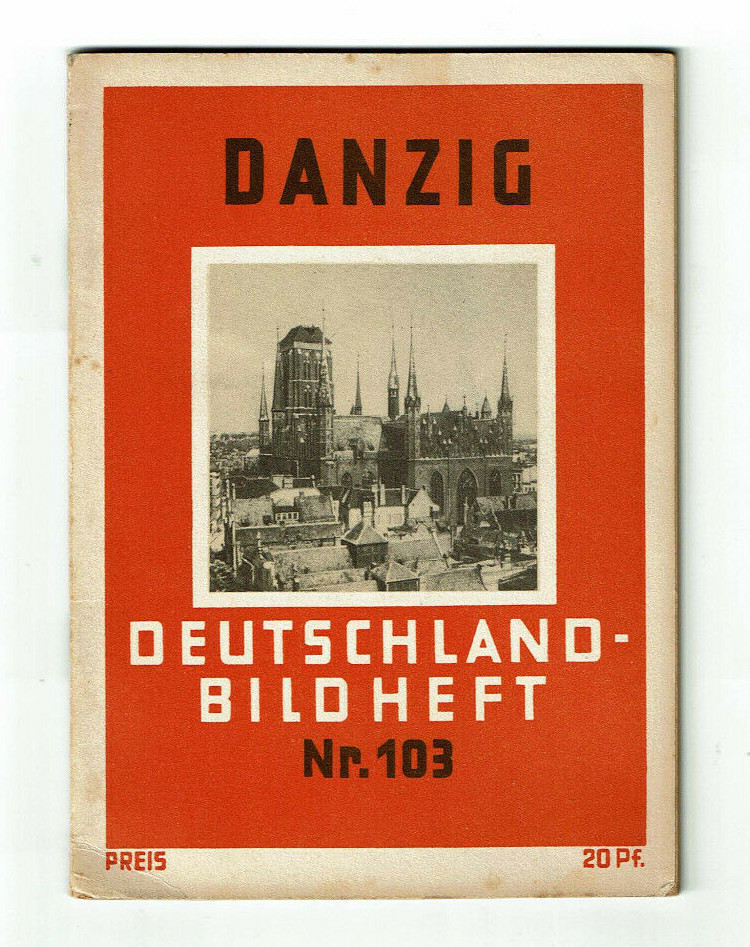 DANZIG
DEUTSCHLAND-
BILDHEFT
Nr. 103
PREIS 20 Pf.